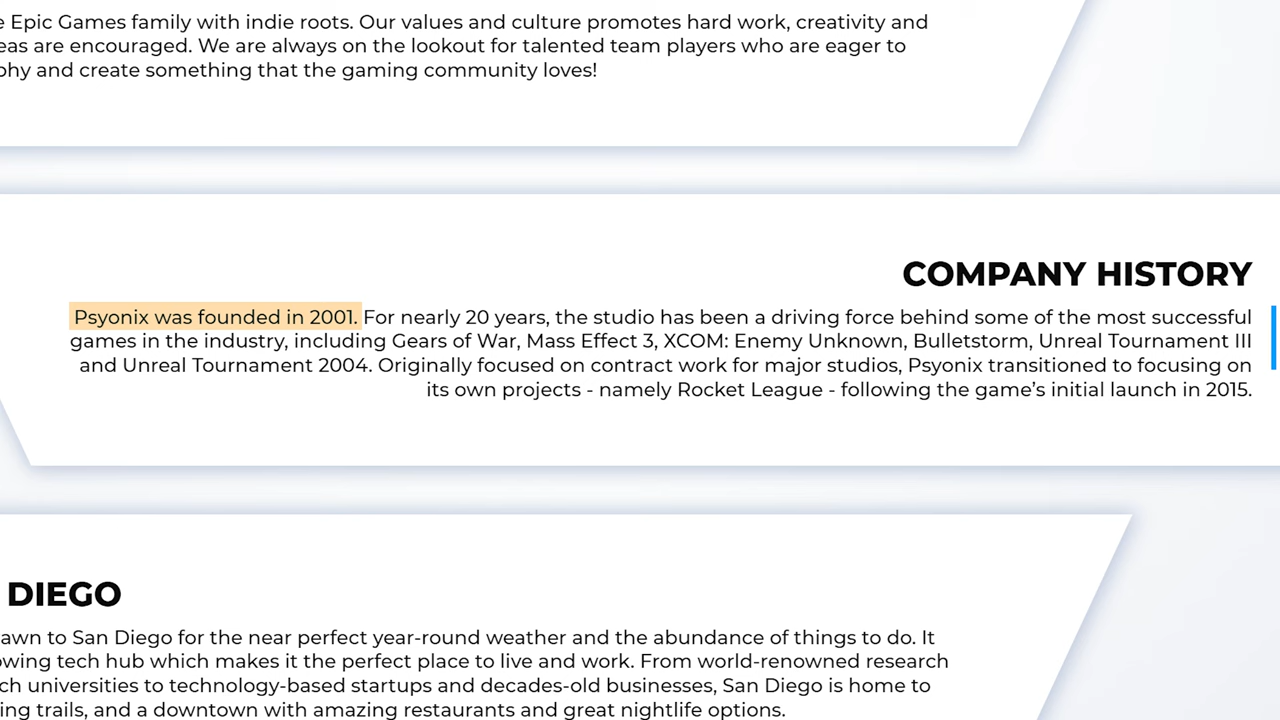 e Epic Games family with indie roots. Our values and culture promotes hard work, creativity and
eas are encouraged. We are always on the lookout for talented team players who are eager to
phy and create something that the gaming community loves!
COMPANY HISTORY
Psyonix was founded in 2001. For nearly 20 years, the studio has been a driving force behind some of the most successful
games in the industry, including Gears of War, Mass Effect 3, XCOM: Enemy Unknown, Bulletstorm, Unreal Tournament III
and Unreal Tournament 2004. Originally focused on contract work for major studios, Psyonix transitioned to focusing on
its own projects - namely Rocket League - following the game’s initial launch in 2015.
DIEGO
awn to San Diego for the near perfect year-round weather and the abundance of things to do. It
owing tech hub which makes it the perfect place to live and work. From world-renowned research
ch universities to technology-based startups and decades-old businesses, San Diego is home to
ing trails, and a downtown with amazing restaurants and great nightlife options.